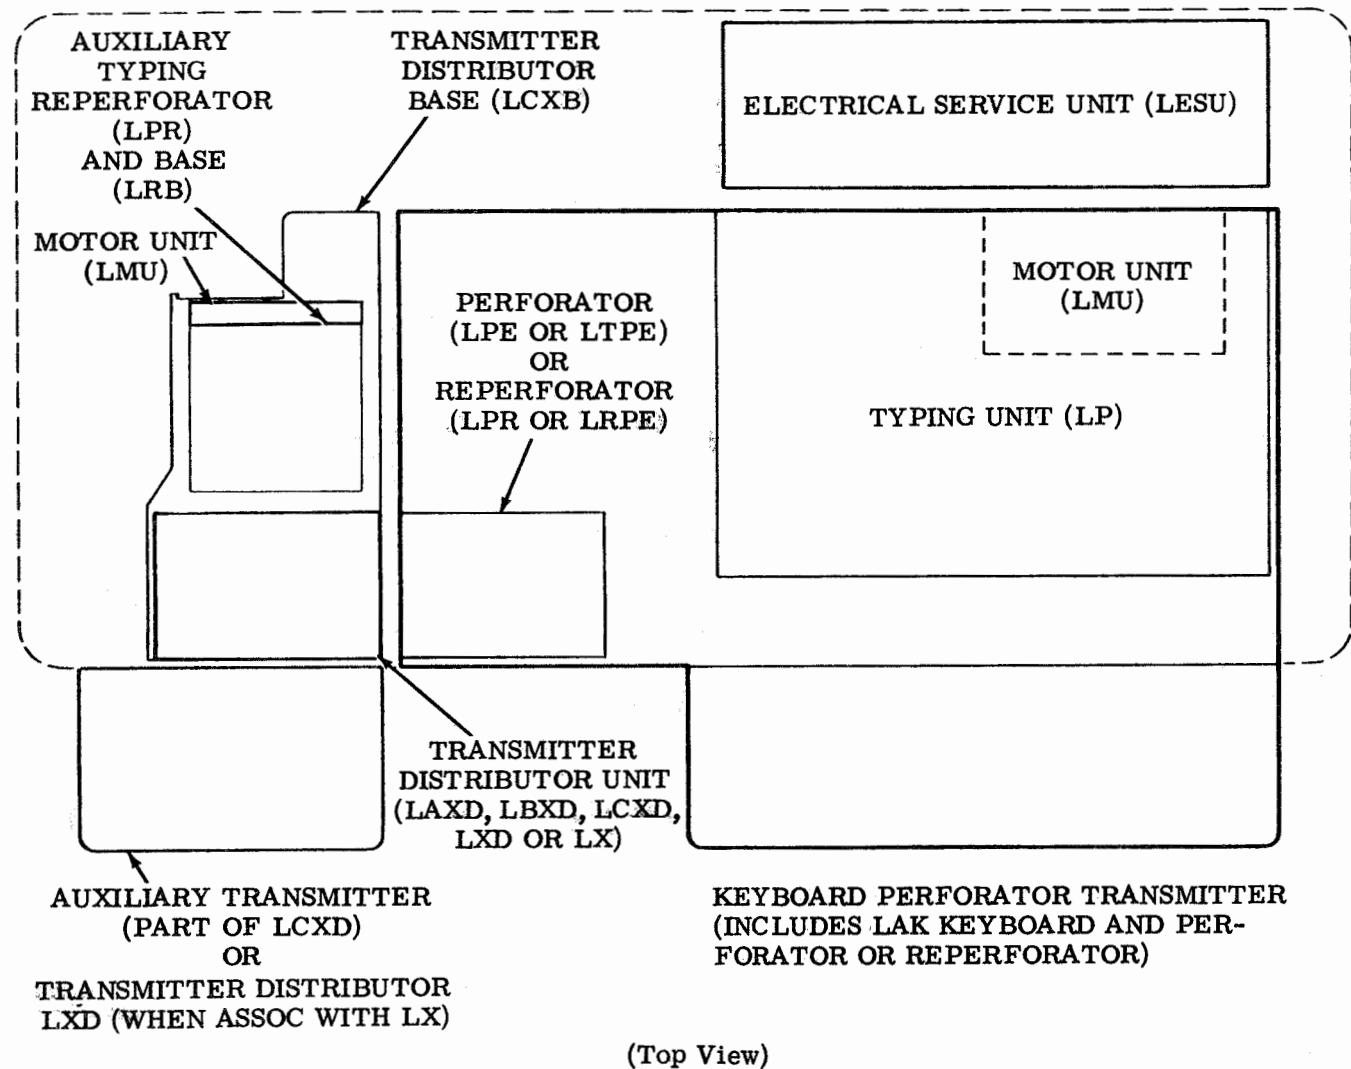 AUXILIARY
TYPING
REPERFORATOR
(LPR)
AND BASE
(LRB)
TRANSMITTER
DISTRIBUTOR
BASE (LCXB)
ELECTRICAL SERVICE UNIT (LESU)
MOTOR UNIT
(LMU)
PERFORATOR
(LPE OR LTPE)
OR
REPERFORATOR
(LPR OR LRPE)
MOTOR UNIT
(LMU)
TYPING UNIT (LP)
TRANSMITTER
DISTRIBUTOR UNIT
(LAXD, LBXD, LCXD,
LXD OR LX)
AUXILIARY TRANSMITTER
(PART OF LCXD)
OR
TRANSMITTER DISTRIBUTOR
LXD (WHEN ASSOC WITH LX)
KEYBOARD PERFORATOR TRANSMITTER
(INCLUDES LAK KEYBOARD AND PER-
FORATOR OR REPERFORATOR)
(Top View)